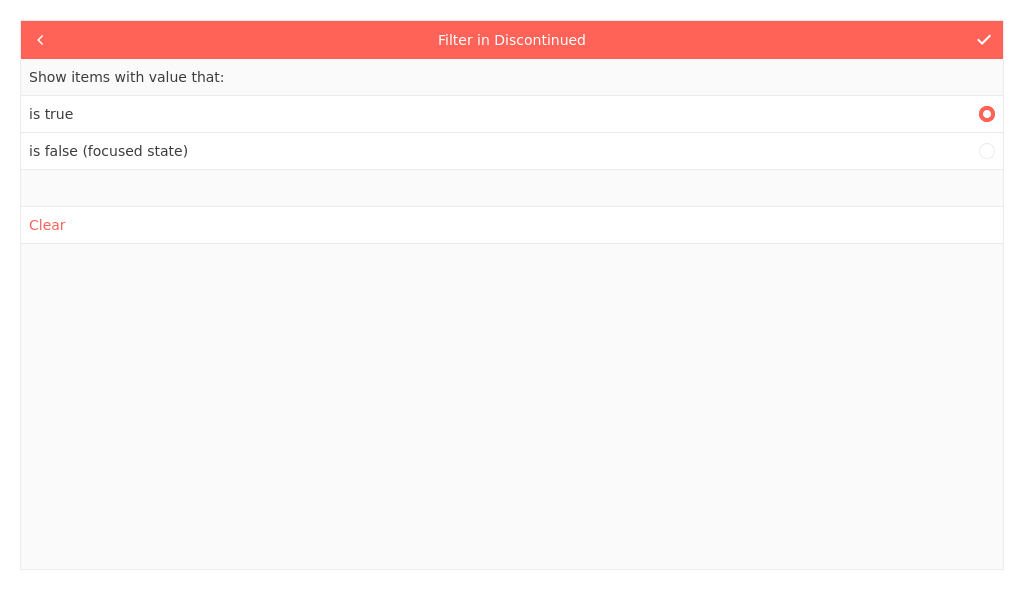 Filter in Discontinued
Show items with value that:
is true
is false (focused state)
Clear